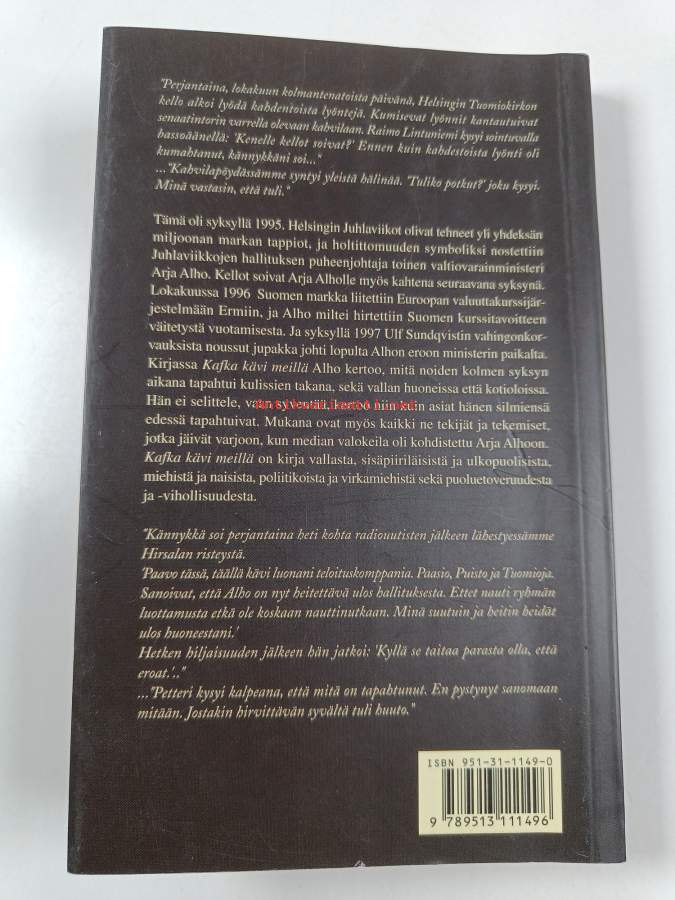 "Perjantaina, lokakuun kolmantenatoista päivänä, Helsingin Tuomiokirkon
kello alkoi lyödä kahdentoista lyöntejä. Kumisevat lyönnit kantautuivat
senaatintorin varrella olevaan kahvilaan. Raimo Lintuniemi kysyi sointuvalla
bassoäänellä: 'Kenelle kellot soivat?' Ennen kuin kahdestoista lyönti oli
kumahtanut, kännykkäni soi..."
..."Kahvilapöydässämme syntyi yleistä hälinää. 'Tuliko potkut?' joku kysyi.
Minä vastasin, että tuli."
Tämä oli syksyllä 1995. Helsingin Juhlaviikot olivat tehneet yli yhdeksän
miljoonan markan tappiot, ja holtittomuuden symboliksi nostettiin
Juhlaviikkojen hallituksen puheenjohtaja toinen valtiovarainministeri
Arja Alho. Kellot soivat Arja Alholle myös kahtena seuraavana syksynä.
Lokakuussa 1996 Suomen markka liitettiin Euroopan valuuttakurssijär-
jestelmään Ermiin, ja Alho miltei hirtettiin Suomen kurssitavoitteen
väitetystä vuotamisesta. Ja syksyllä 1997 Ulf Sundqvistin vahingonkor-
vauksista noussut jupakka johti lopulta Alhon eroon ministerin paikalta.
Kirjassa Kafka kävi meillä Alho kertoo, mitä noiden kolmen syksyn
aikana tapahtui kulissien takana, sekä vallan huoneissa että kotioloissa.
Hän ei selittele, vaan syventää, kertoo niin kuin asiat hänen silmiensä
edessä tapahtuivat. Mukana ovat myös kaikki ne tekijät ja tekemiset,
jotka jäivät varjoon, kun median valokeila oli kohdistettu Arja Alhoon.
Kafka kävi meillä on kirja vallasta, sisäpiiriläisistä ja ulkopuolisista,
miehistä ja naisista, poliitikoista ja virkamiehistä sekä puoluetoveruudesta
ja -vihollisuudesta.
"Kännykkä soi perjantaina heti kohta radiouutisten jälkeen lähestyessämme
Hirsalan risteystä.
'Paavo tässä, täällä kävi luonani teloituskomppania. Paasio, Puisto ja Tuomioja.
Sanoivat, että Alho on nyt heitettävä ulos hallituksesta. Ettet nauti ryhmän
luottamusta etkä ole koskaan nauttinutkaan. Minä suutuin ja heitin heidät
ulos huoneestani.'
Hetken hiljaisuuden jälkeen hän jatkoi: 'Kyllä se taitaa parasta olla, että
eroat.'.."
..."Petteri kysyi kalpeana, että mitä on tapahtunut. En pystynyt sanomaan
mitään. Jostakin hirvittävän syvältä tuli huuto."
ISBN 951-31-1149-0
9 789513 111496